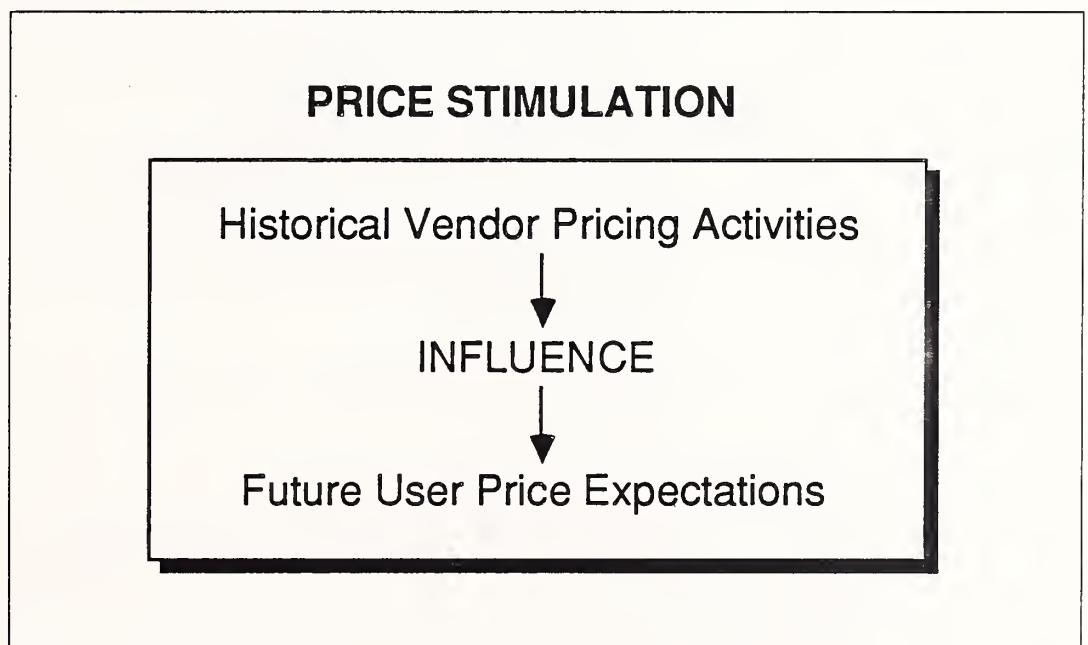 PRICE STIMULATION
Historical Vendor Pricing Activities
INFLUENCE
Future User Price Expectations